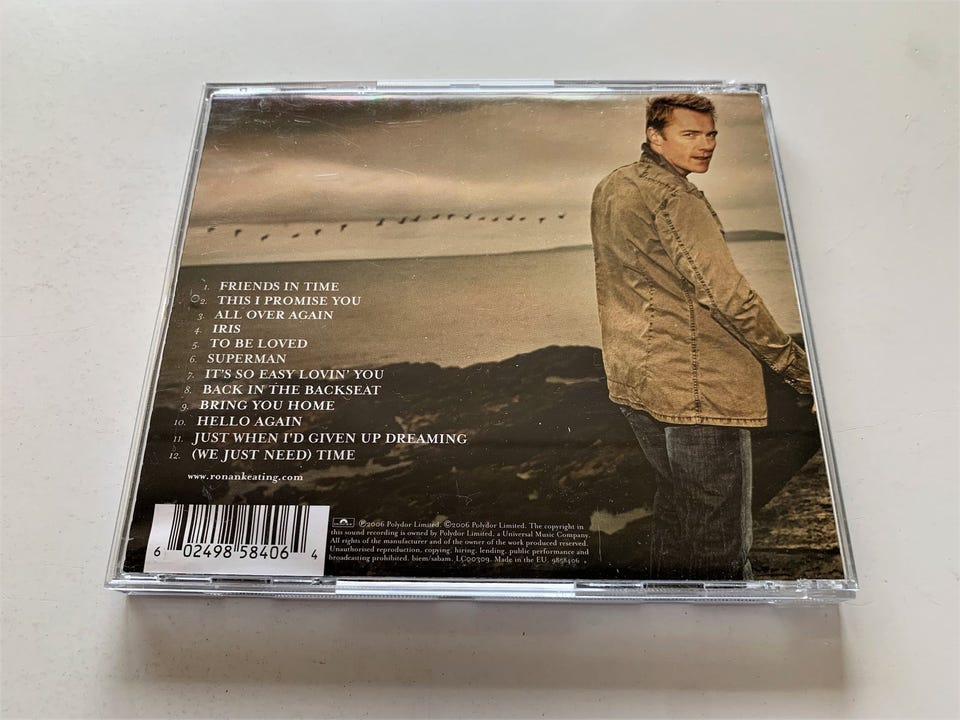 1. FRIENDS IN TIME
2. THIS I PROMISE YOU
3. ALL OVER AGAIN
4. IRIS
5. TO BE LOVED
6. SUPERMAN
7. IT'S SO EASY LOVIN' YOU
8. BACK IN THE BACKSEAT
9. BRING YOU HOME
10. HELLO AGAIN
11. JUST WHEN I'D GIVEN UP DREAMING
12. (WE JUST NEED) TIME
www.ronankeating.com
6 02498 58406 4
℗2006 Polydor Limited. ©2006 Polydor Limited. The copyright in
this sound recording is owned by Polydor Limited, a Universal Music Company.
All rights of the manufacturer and of the owner of the work produced reserved.
Unauthorised reproduction, copying, hiring, lending, public performance and
broadcasting prohibited. biem/sabam. LC00309. Made in the EU. 9858406